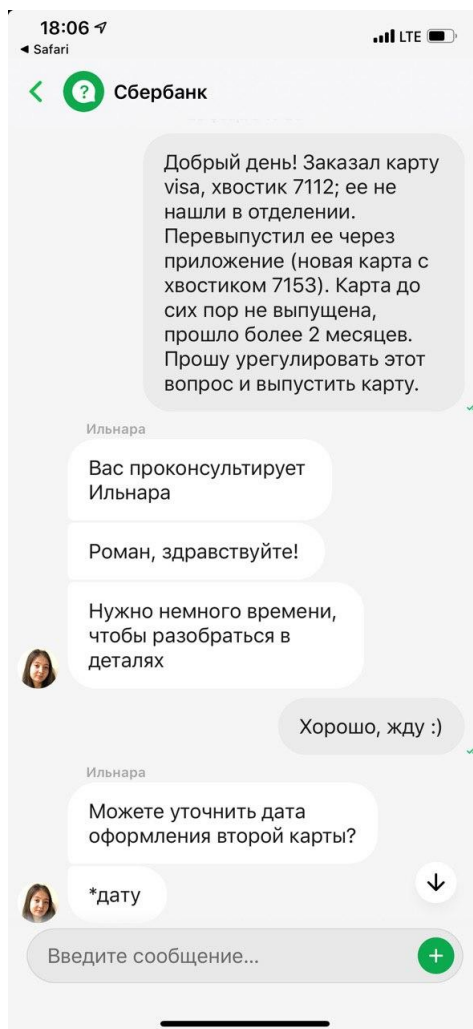 18:06
LTE
Safari
Сбербанк
Добрый день! Заказал карту
visa, хвостик 7112; ее не
нашли в отделении.
Перевыпустил ее через
приложение (новая карта с
хвостиком 7153). Карта до
сих пор не выпущена,
прошло более 2 месяцев.
Прошу урегулировать этот
вопрос и выпустить карту.
Ильнара
Вас проконсультирует
Ильнара
Роман, здравствуйте!
Нужно немного времени,
чтобы разобраться в
деталях
Хорошо, жду :)
Ильнара
Можете уточнить дата
оформления второй карты?
*дату
Введите сообщение...